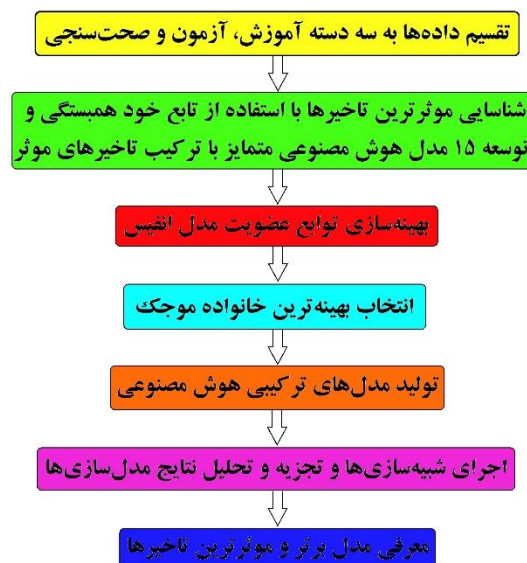 تقسیم داده‌ها به سه دسته آموزش، آزمون و صحت‌سنجی
شناسایی موثرترین تاخیرها با استفاده از تابع خود همبستگی و
توسعه ۱۵ مدل هوش مصنوعی متمایز با ترکیب تاخیرهای موثر
بهینه‌سازی توابع عضویت مدل انفیس
انتخاب بهینه‌ترین خانواده موجک
تولید مدل‌های ترکیبی هوش مصنوعی
اجرای شبیه‌سازی‌ها و تجزیه و تحلیل نتایج مدل‌سازی‌ها
معرفی مدل برتر و موثرترین تاخیرها